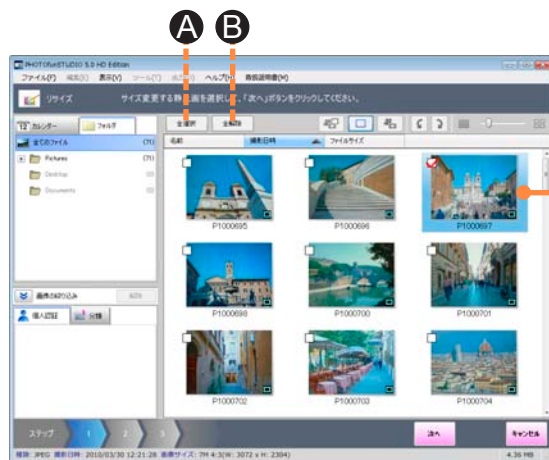 A B
PHOTOfunSTUDIO 5.0 HD Edition
ファイル(F) 編集(E) 表示(V) ツール(T) ヘルプ(H) 取扱説明書(M)
リサイズ サイズ変更する静止画を選択して、「次へ」ボタンをクリックしてください。
カレンダー フォルダ 全選択 全解除
名前 撮影日時 ファイルサイズ
全てのファイル (71)
Pictures (71)
Desktop
Documents
P1000695 P1000696 P1000697
画像の絞り込み 解除
個人認証 分類
P1000698 P1000700 P1000701
P1000702 P1000703 P1000704
ステップ 1 2 3 次へ キャンセル
種類: JPEG 撮影日時: 2010/03/30 12:21:28 画像サイズ: 7M 4:3(W: 3072 x H: 2304) 4.36 MB